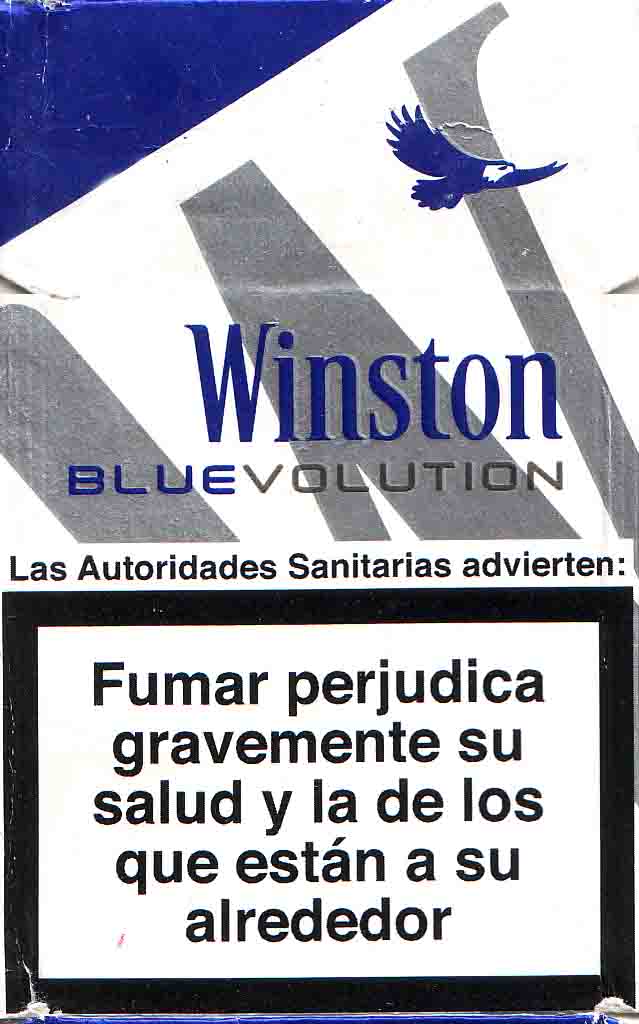 Winston
BLUEVOLUTION
Las Autoridades Sanitarias advierten:
Fumar perjudica
gravemente su
salud y la de los
que están a su
alrededor